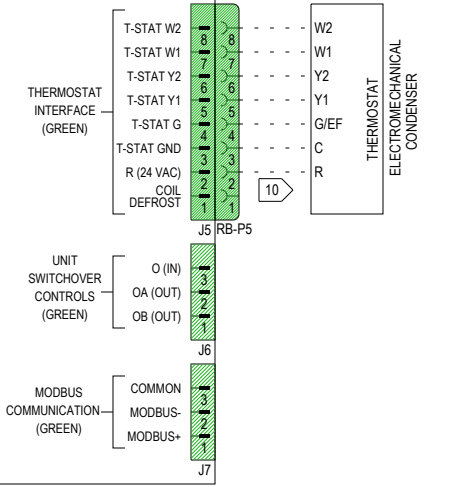 THERMOSTAT
INTERFACE
(GREEN)
T-STAT W2
T-STAT W1
T-STAT Y2
T-STAT Y1
T-STAT G
T-STAT GND
R (24 VAC)
COIL
DEFROST
8
7
6
5
4
3
2
1
8
7
6
5
4
3
2
1
J5 RB-P5
10
W2
W1
Y2
Y1
G/EF
C
R
THERMOSTAT
ELECTROMECHANICAL
CONDENSER
UNIT
SWITCHOVER
CONTROLS
(GREEN)
O (IN)
OA (OUT)
OB (OUT)
3
2
1
J6
MODBUS
COMMUNICATION
(GREEN)
COMMON
MODBUS-
MODBUS+
3
2
1
J7